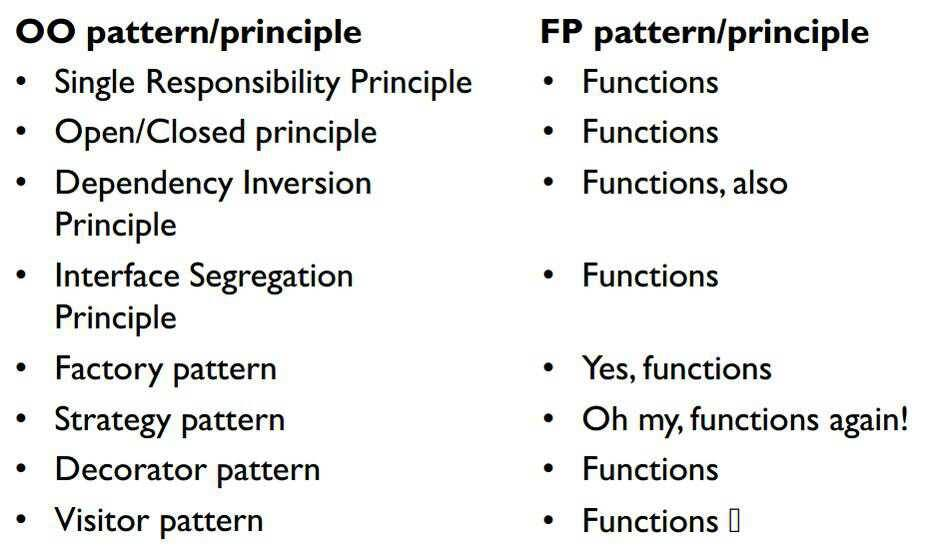 OO pattern/principle
• Single Responsibility Principle
• Open/Closed principle
• Dependency Inversion
Principle
• Interface Segregation
Principle
• Factory pattern
• Strategy pattern
• Decorator pattern
• Visitor pattern
FP pattern/principle
• Functions
• Functions
• Functions, also
• Functions
• Yes, functions
• Oh my, functions again!
• Functions
• Functions ▯